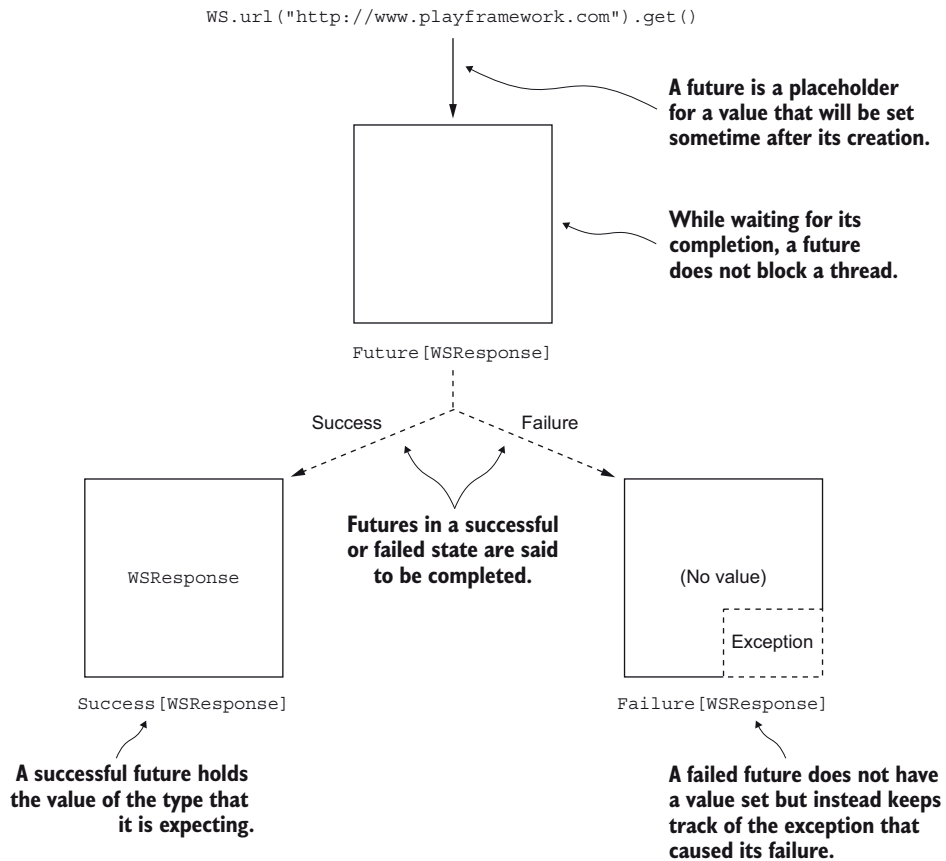 WS.url("http://www.playframework.com").get()
A future is a placeholder
for a value that will be set
sometime after its creation.
While waiting for its
completion, a future
does not block a thread.
Future[WSResponse]
Success
Failure
Futures in a successful
or failed state are said
to be completed.
WSResponse
(No value)
Exception
Success[WSResponse]
Failure[WSResponse]
A successful future holds
the value of the type that
it is expecting.
A failed future does not have
a value set but instead keeps
track of the exception that
caused its failure.